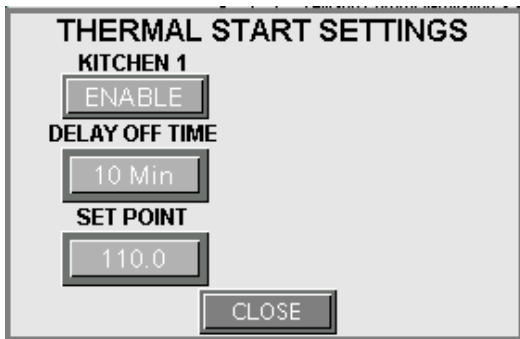 THERMAL START SETTINGS
KITCHEN 1
ENABLE
DELAY OFF TIME
10 Min
SET POINT
110.0
CLOSE